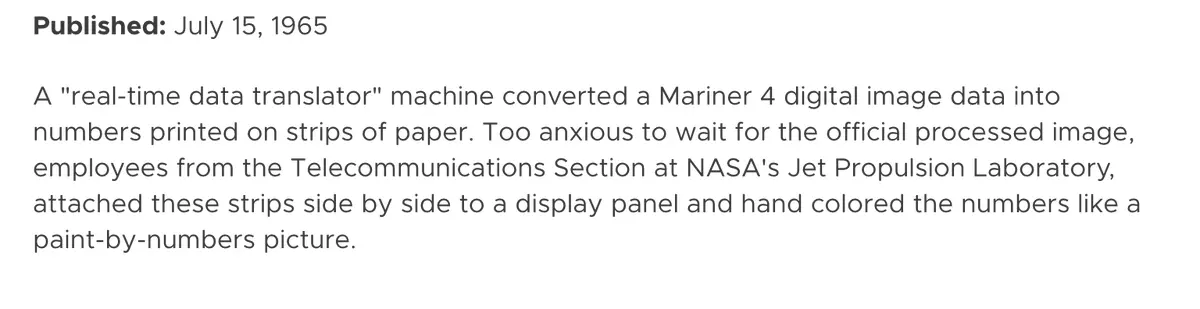 Published: July 15, 1965
A "real-time data translator" machine converted a Mariner 4 digital image data into
numbers printed on strips of paper. Too anxious to wait for the official processed image,
employees from the Telecommunications Section at NASA's Jet Propulsion Laboratory,
attached these strips side by side to a display panel and hand colored the numbers like a
paint-by-numbers picture.